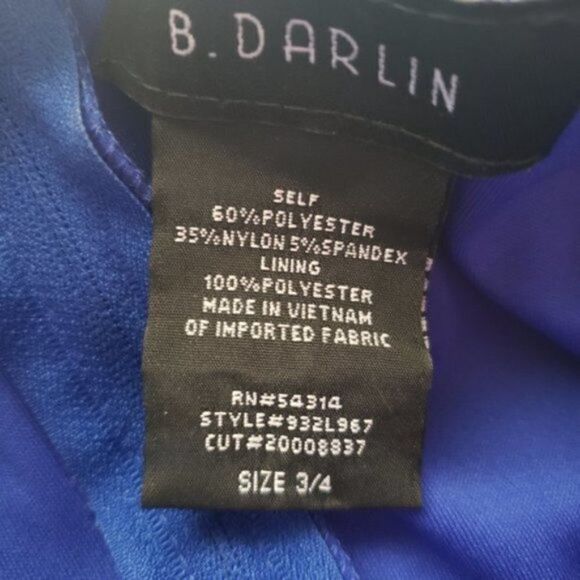 B.DARLIN
SELF
60%POLYESTER
35%NYLON 5%SPANDEX
LINING
100%POLYESTER
MADE IN VIETNAM
OF IMPORTED FABRIC
RN#54314
STYLE#932L967
CUT#20008837
SIZE 3/4